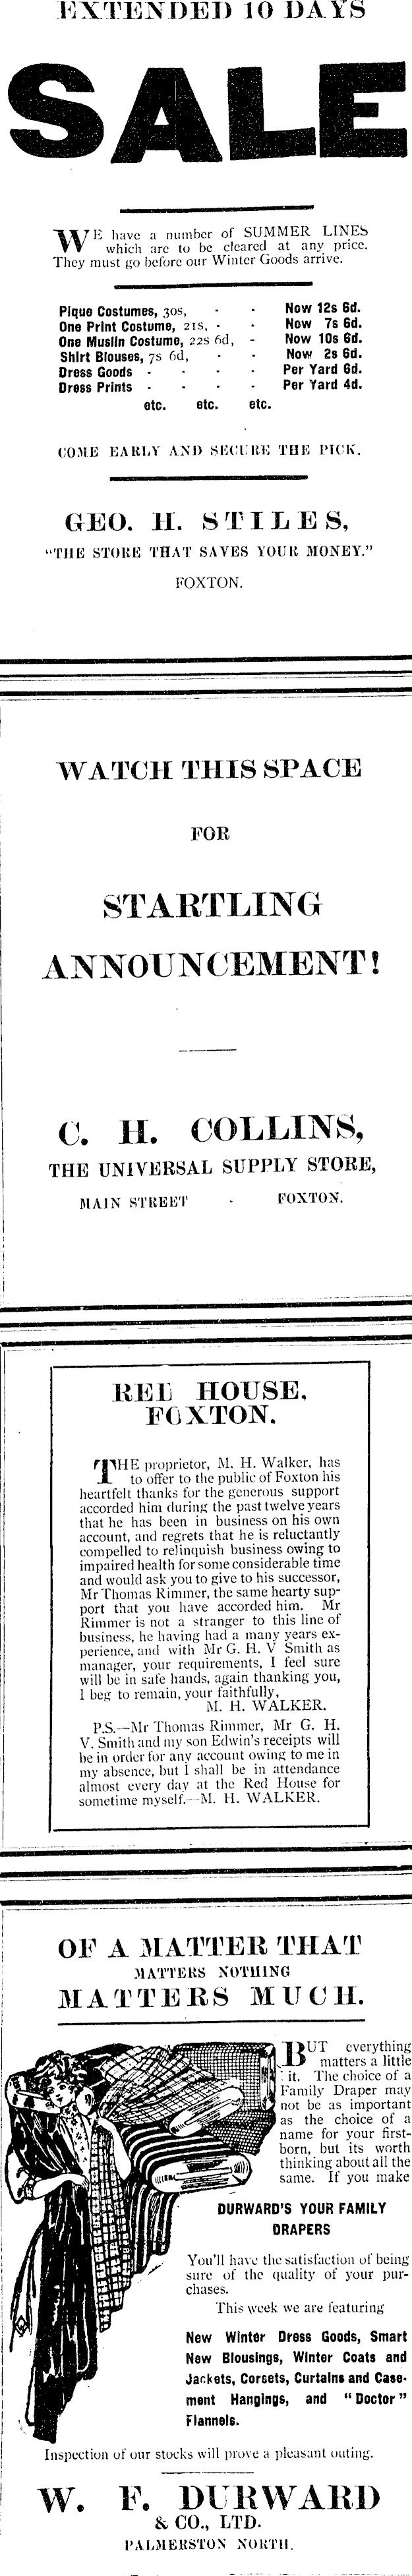 EXTENDED 10 DAYS
SALE
WE have a number of SUMMER LINES
which are to be cleared at any price.
They must go before our Winter Goods arrive.
Pique Costumes, 30s, - - Now 12s 6d.
One Print Costume, 21s, - - Now 7s 6d.
One Muslin Costume, 22s 6d, - Now 10s 6d.
Shirt Blouses, 7s 6d, - - Now 2s 6d.
Dress Goods - - - - Per Yard 6d.
Dress Prints - - - - Per Yard 4d.
etc. etc. etc.
COME EARLY AND SECURE THE PICK.
GEO. H. STILES,
"THE STORE THAT SAVES YOUR MONEY."
FOXTON.
WATCH THIS SPACE
FOR
STARTLING
ANNOUNCEMENT!
C. H. COLLINS,
THE UNIVERSAL SUPPLY STORE,
MAIN STREET - FOXTON.
RED HOUSE,
FOXTON.
THE proprietor, M. H. Walker, has
to offer to the public of Foxton his
heartfelt thanks for the generous support
accorded him during the past twelve years
that he has been in business on his own
account, and regrets that he is reluctantly
compelled to relinquish business owing to
impaired health for some considerable time
and would ask you to give to his successor,
Mr Thomas Rimmer, the same hearty sup-
port that you have accorded him. Mr
Rimmer is not a stranger to this line of
business, he having had a many years ex-
perience, and with Mr G. H. V Smith as
manager, your requirements, I feel sure
will be in safe hands, again thanking you,
I beg to remain, your faithfully,
M. H. WALKER.
P.S.—Mr Thomas Rimmer, Mr G. H.
V. Smith and my son Edwin's receipts will
be in order for any account owing to me in
my absence, but I shall be in attendance
almost every day at the Red House for
sometime myself.—M. H. WALKER.
OF A MATTER THAT
MATTERS NOTHING
MATTERS MUCH.
BUT everything
matters a little
it. The choice of a
Family Draper may
not be as important
as the choice of a
name for your first-
born, but its worth
thinking about all the
same. If you make
DURWARD'S YOUR FAMILY
DRAPERS
You'll have the satisfaction of being
sure of the quality of your pur-
chases.
This week we are featuring
New Winter Dress Goods, Smart
New Blousings, Winter Coats and
Jackets, Corsets, Curtains and Case-
ment Hangings, and "Doctor"
Flannels.
Inspection of our stocks will prove a pleasant outing.
W. F. DURWARD
& CO., LTD.
PALMERSTON NORTH.